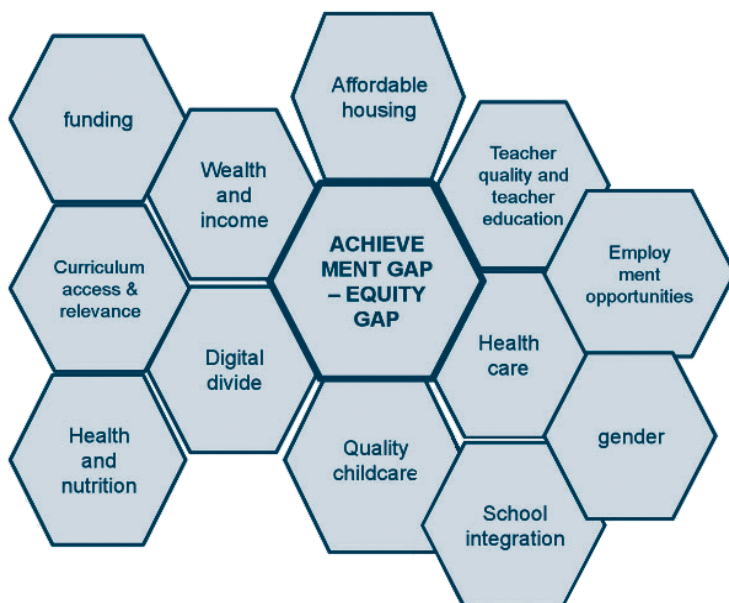 funding
Wealth
and
income
Affordable
housing
Teacher
quality and
teacher
education
Curriculum
access &
relevance
ACHIEVE
MENT GAP
– EQUITY
GAP
Employ
ment
opportunities
Digital
divide
Health
care
Health
and
nutrition
Quality
childcare
gender
School
integration